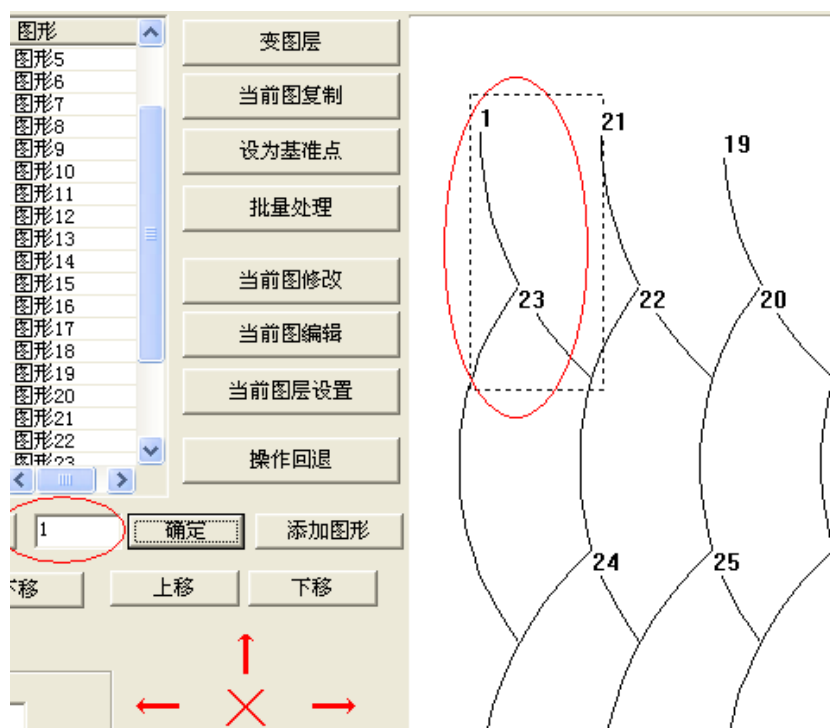 图形
图形5
图形6
图形7
图形8
图形9
图形10
图形11
图形12
图形13
图形14
图形15
图形16
图形17
图形18
图形19
图形20
图形21
图形22
图形23
变图层
当前图复制
设为基准点
批量处理
当前图修改
当前图编辑
当前图层设置
操作回退
1
确定
添加图形
下移
上移
下移
1
21
19
23
22
20
24
25